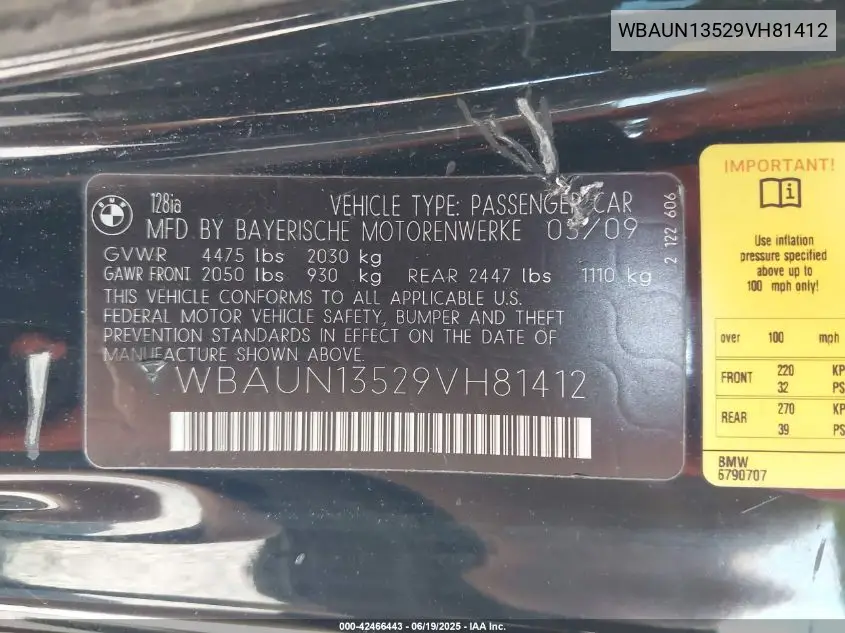 WBAUN13529VH81412
128ia VEHICLE TYPE: PASSENGER CAR
MFD BY BAYERISCHE MOTORENWERKE 03/09
GVWR 4475 lbs 2030 kg
GAWR FRONT 2050 lbs 930 kg REAR 2447 lbs 1110 kg
THIS VEHICLE CONFORMS TO ALL APPLICABLE U.S.
FEDERAL MOTOR VEHICLE SAFETY, BUMPER AND THEFT
PREVENTION STANDARDS IN EFFECT ON THE DATE OF
MANUFACTURE SHOWN ABOVE.
WBAUN13529VH81412
2 122 606
IMPORTANT!
Use inflation
pressure specified
above up to
100 mph only!
over 100 mph
FRONT 220 KP
32 PS
REAR 270 KP
39 PS
BMW
6790707
000-42466443 - 06/19/2025 - IAA Inc.